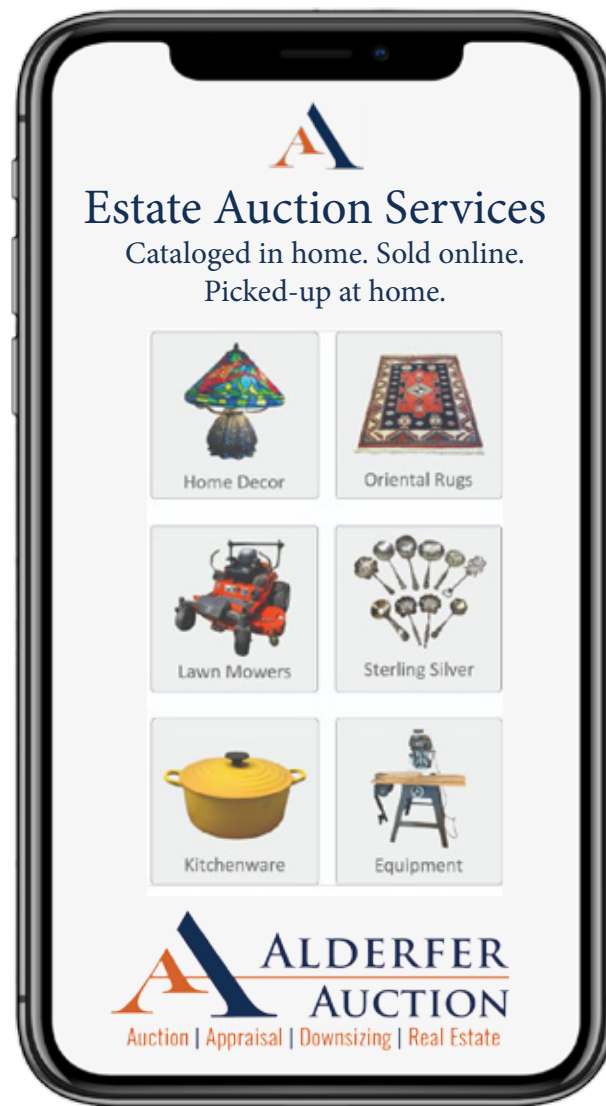 Estate Auction Services
Cataloged in home. Sold online.
Picked-up at home.
Home Decor
Oriental Rugs
Lawn Mowers
Sterling Silver
Kitchenware
Equipment
ALDERFER
AUCTION
Auction | Appraisal | Downsizing | Real Estate